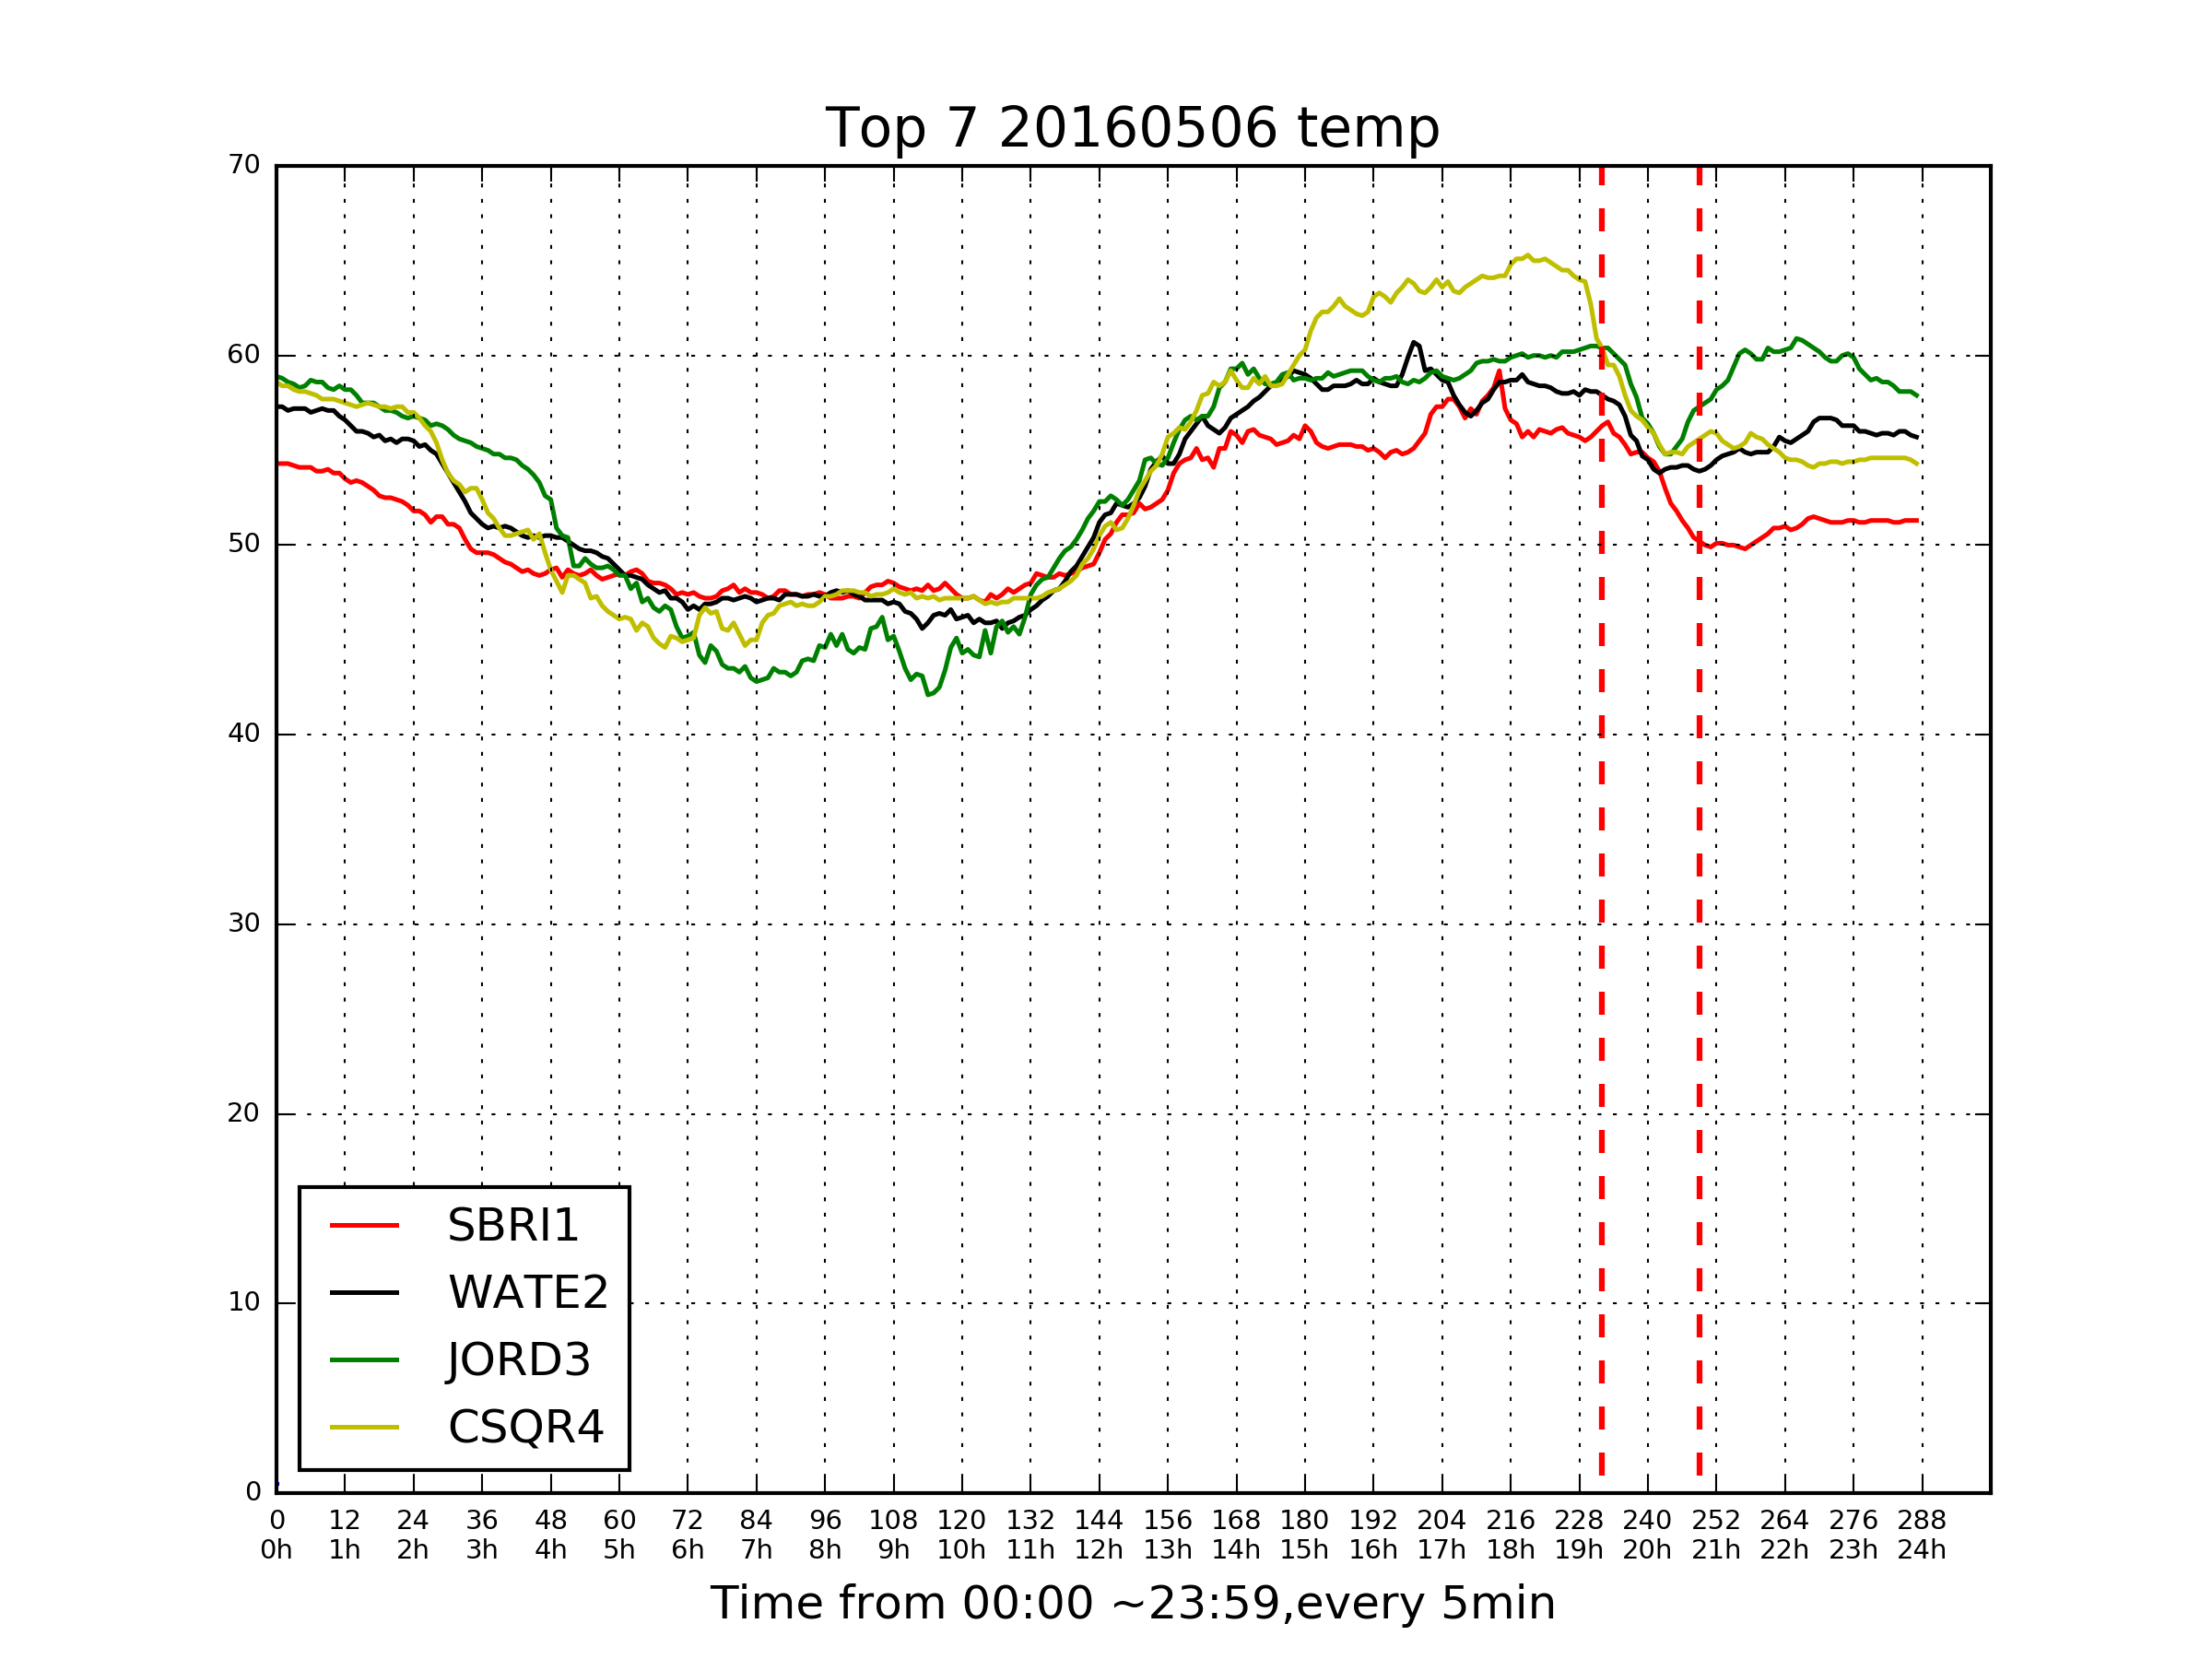 Top 7 20160506 temp
70
60
50
40
30
20
10
0
SBRI1
WATE2
JORD3
CSQR4
0 12 24 36 48 60 72 84 96 108 120 132 144 156 168 180 192 204 216 228 240 252 264 276 288
0h 1h 2h 3h 4h 5h 6h 7h 8h 9h 10h 11h 12h 13h 14h 15h 16h 17h 18h 19h 20h 21h 22h 23h 24h
Time from 00:00 ~23:59,every 5min